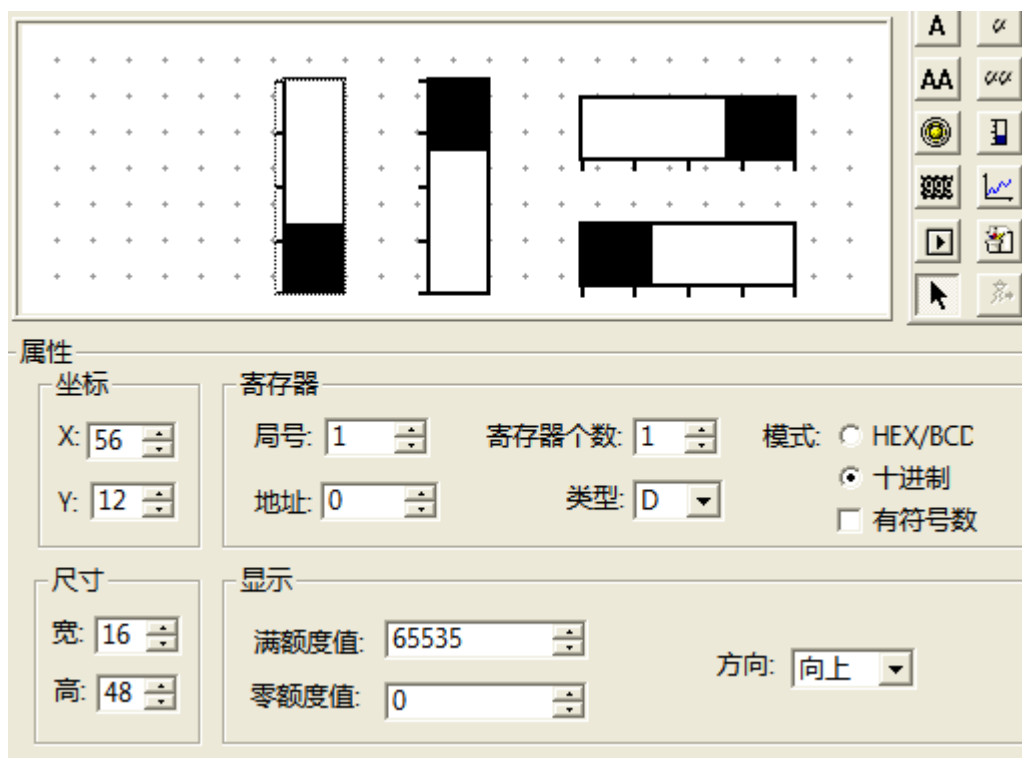 A α
AA αα
属性
坐标
寄存器
X: 56
局号: 1
寄存器个数: 1
模式:
HEX/BCD
十进制
Y: 12
地址: 0
类型: D
有符号数
尺寸
显示
宽: 16
满额度值: 65535
方向: 向上
高: 48
零额度值: 0